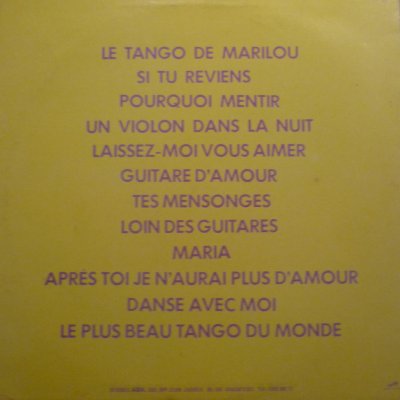 LE TANGO DE MARILOU
SI TU REVIENS
POURQUOI MENTIR
UN VIOLON DANS LA NUIT
LAISSEZ-MOI VOUS AIMER
GUITARE D'AMOUR
TES MENSONGES
LOIN DES GUITARES
MARIA
APRÈS TOI JE N'AURAI PLUS D'AMOUR
DANSE AVEC MOI
LE PLUS BEAU TANGO DU MONDE